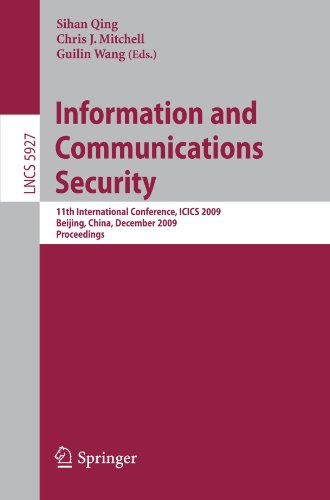 Sihan Qing
Chris J. Mitchell
Guilin Wang (Eds.)
LNCS 5927
Information and
Communications
Security
11th International Conference, ICICS 2009
Beijing, China, December 2009
Proceedings
Springer